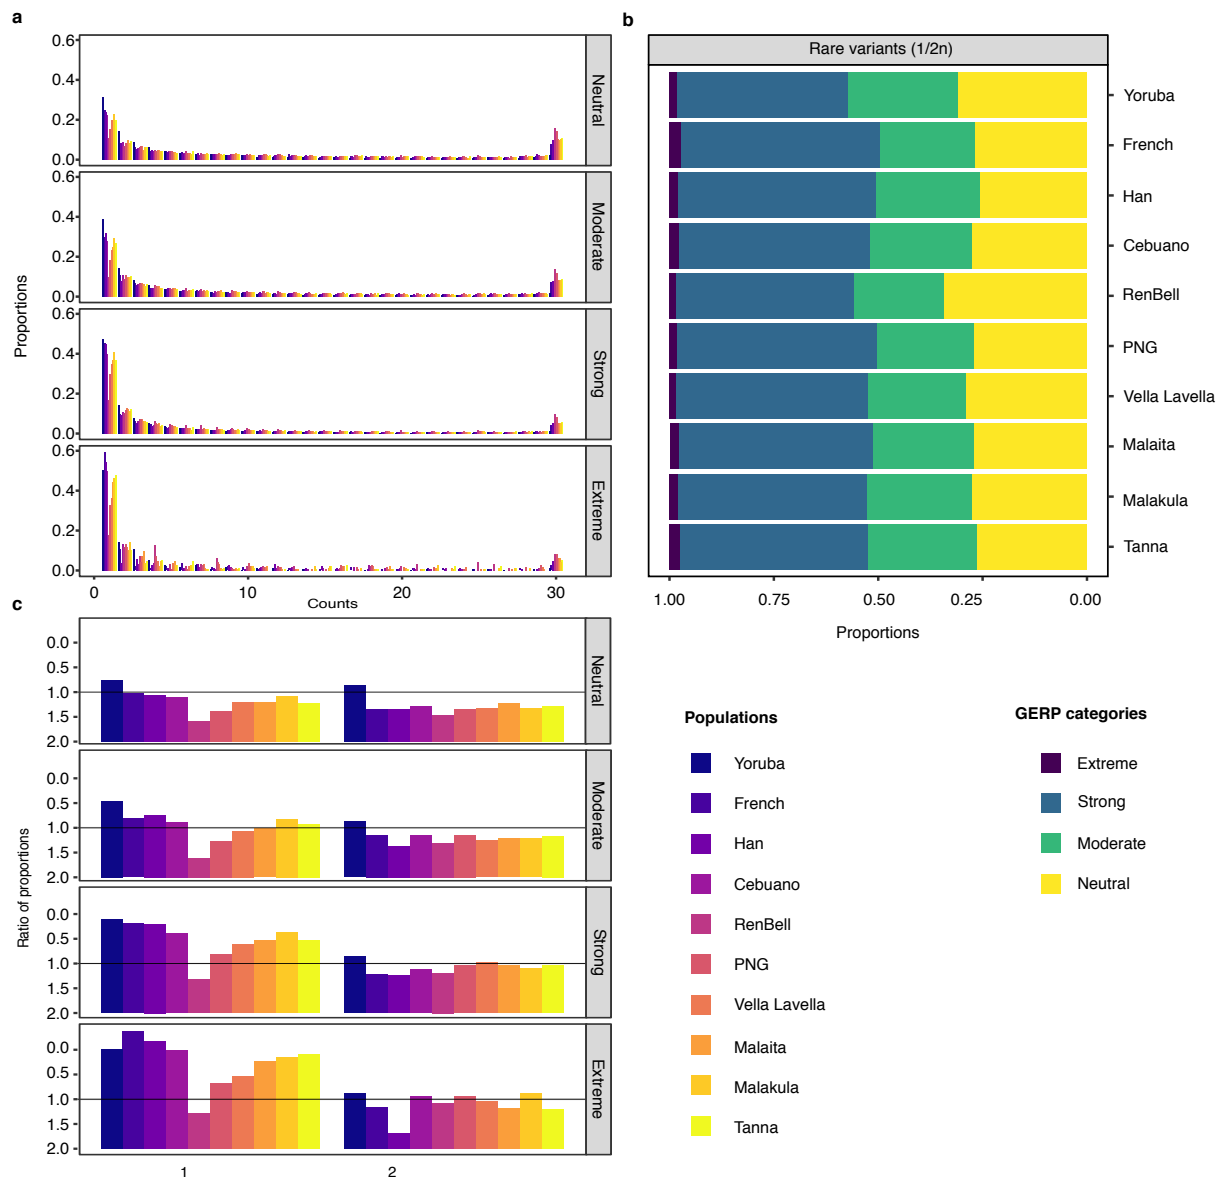 a
0.6
0.4
0.2
0.0
Neutral
0.6
0.4
0.2
0.0
Moderate
0.6
0.4
0.2
0.0
Strong
0.6
0.4
0.2
0.0
Extreme
Proportions
0
10
20
30
Counts
b
Rare variants (1/2n)
Yoruba
French
Han
Cebuano
RenBell
PNG
Vella Lavella
Malaita
Malakula
Tanna
1.00
0.75
0.50
0.25
0.00
Proportions
c
0.0
0.5
1.0
1.5
2.0
Neutral
0.0
0.5
1.0
1.5
2.0
Moderate
0.0
0.5
1.0
1.5
2.0
Strong
0.0
0.5
1.0
1.5
2.0
Extreme
Ratio of proportions
1
2
Populations
Yoruba
French
Han
Cebuano
RenBell
PNG
Vella Lavella
Malaita
Malakula
Tanna
GERP categories
Extreme
Strong
Moderate
Neutral